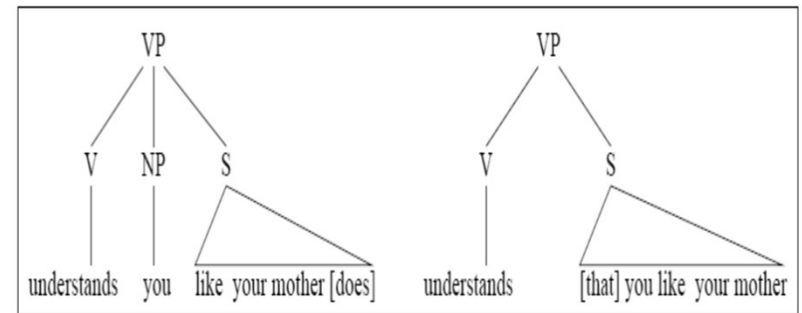 VP VP
V NP S V S
understands you like your mother [does] understands [that] you like your mother